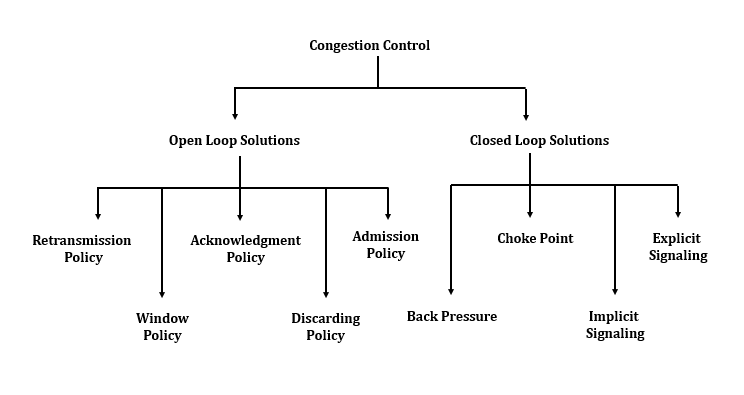 Congestion Control
Open Loop Solutions
Closed Loop Solutions
Retransmission
Policy
Acknowledgment
Policy
Admission
Policy
Choke Point
Explicit
Signaling
Window
Policy
Discarding
Policy
Back Pressure
Implicit
Signaling